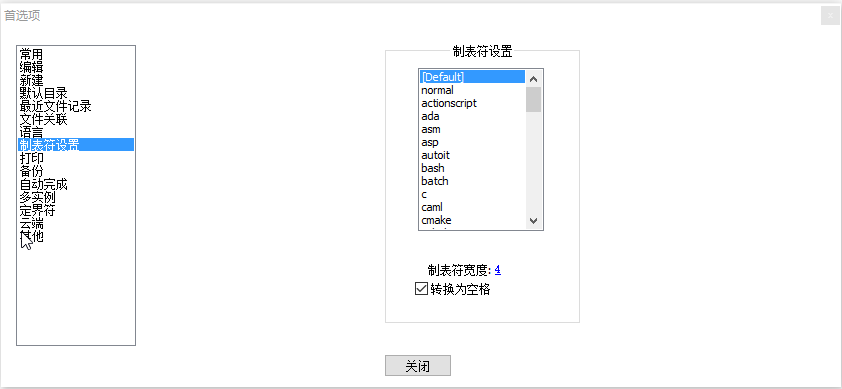 首选项
常用
编辑
新建
默认目录
最近文件记录
文件关联
语言
制表符设置
打印
备份
自动完成
多实例
定界符
云端
其他
制表符设置
[Default]
normal
actionscript
ada
asm
asp
autoit
bash
batch
c
caml
cmake
制表符宽度: 4
转换为空格
关闭